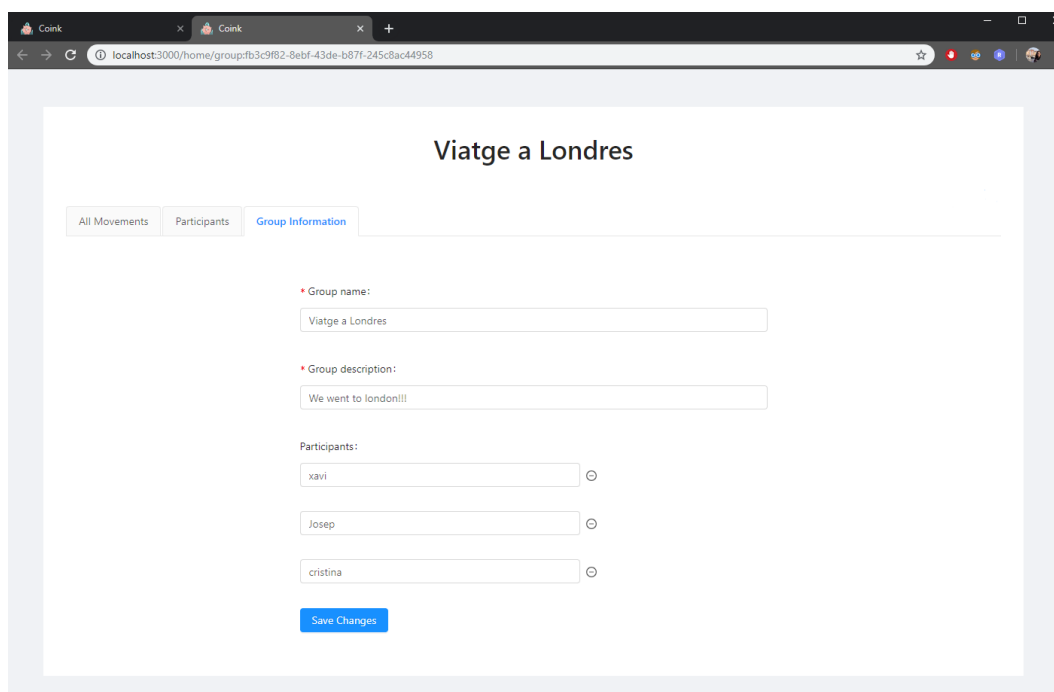 Coink
Coink
localhost:3000/home/group:fb3c9f82-8ebf-43de-b87f-245c8ac44958
Viatge a Londres
All Movements
Participants
Group Information
* Group name:
Viatge a Londres
* Group description:
We went to london!!!
Participants:
xavi
Josep
cristina
Save Changes